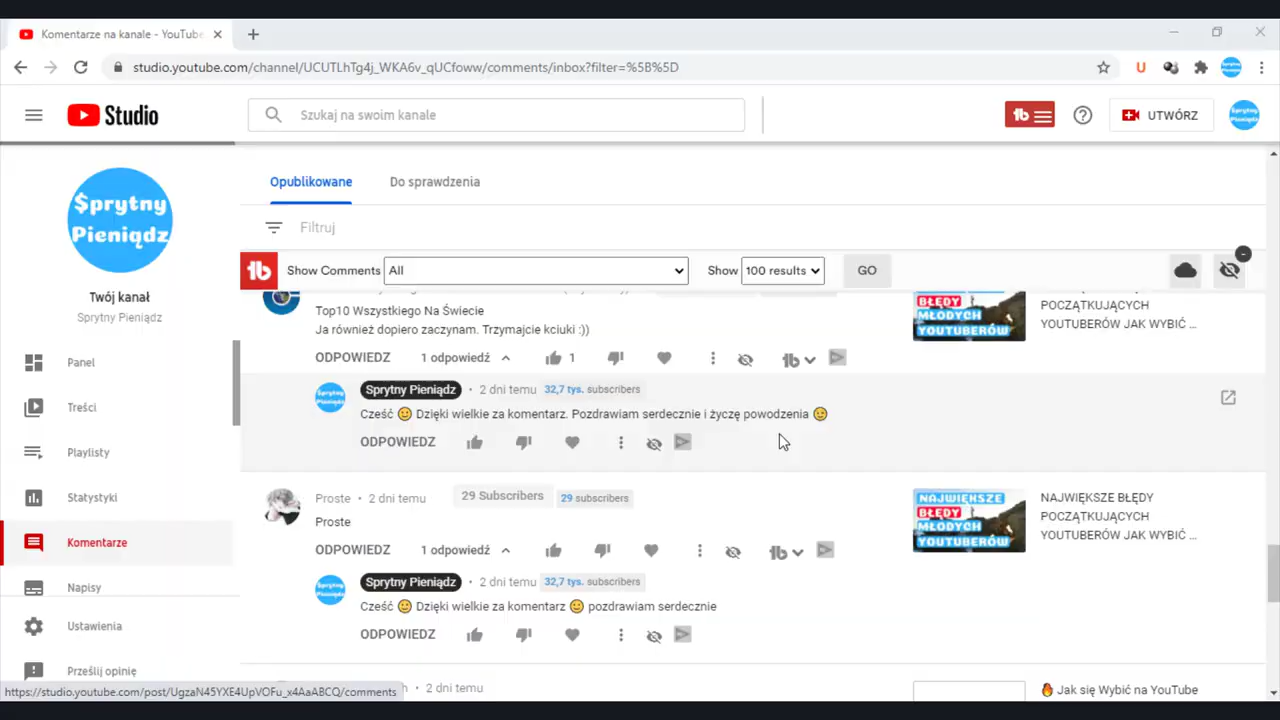 Komentarze na kanale - YouTube
studio.youtube.com/channel/UCUTLhTg4j_WKA6v_qUCfoww/comments/inbox?filter=%5B%5D
Studio
Szukaj na swoim kanale
UTWÓRZ
$prytny
Pieniądz
Twój kanał
Sprytny Pieniądz
Panel
Treści
Playlisty
Statystyki
Komentarze
Napisy
Ustawienia
Prześlij opinię
Opublikowane
Do sprawdzenia
Filtruj
Show Comments
All
Show
100 results
GO
Top10 Wszystkiego Na Świecie
Ja również dopiero zaczynam. Trzymajcie kciuki :))
ODPOWIEDZ 1 odpowiedź 1
BŁĘDY
MŁODYCH
YOUTUBERÓW
POCZĄTKUJĄCYCH
YOUTUBERÓW JAK WYBIĆ ...
Sprytny Pieniądz • 2 dni temu 32,7 tys. subscribers
Cześć 🙂 Dzięki wielkie za komentarz. Pozdrawiam serdecznie i życzę powodzenia 🙂
ODPOWIEDZ
Proste • 2 dni temu 29 Subscribers 29 subscribers
Proste
ODPOWIEDZ 1 odpowiedź
NAJWIĘKSZE
BŁĘDY
MŁODYCH
YOUTUBERÓW
NAJWIĘKSZE BŁĘDY
POCZĄTKUJĄCYCH
YOUTUBERÓW JAK WYBIĆ ...
Sprytny Pieniądz • 2 dni temu 32,7 tys. subscribers
Cześć 🙂 Dzięki wielkie za komentarz 🙂 pozdrawiam serdecznie
ODPOWIEDZ
• 2 dni temu
🔥 Jak się Wybić na YouTube
https://studio.youtube.com/post/UgzaN45YXE4UpVOFu_x4AaABCQ/comments